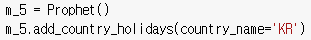 m_5 = Prophet()
m_5.add_country_holidays(country_name='KR')